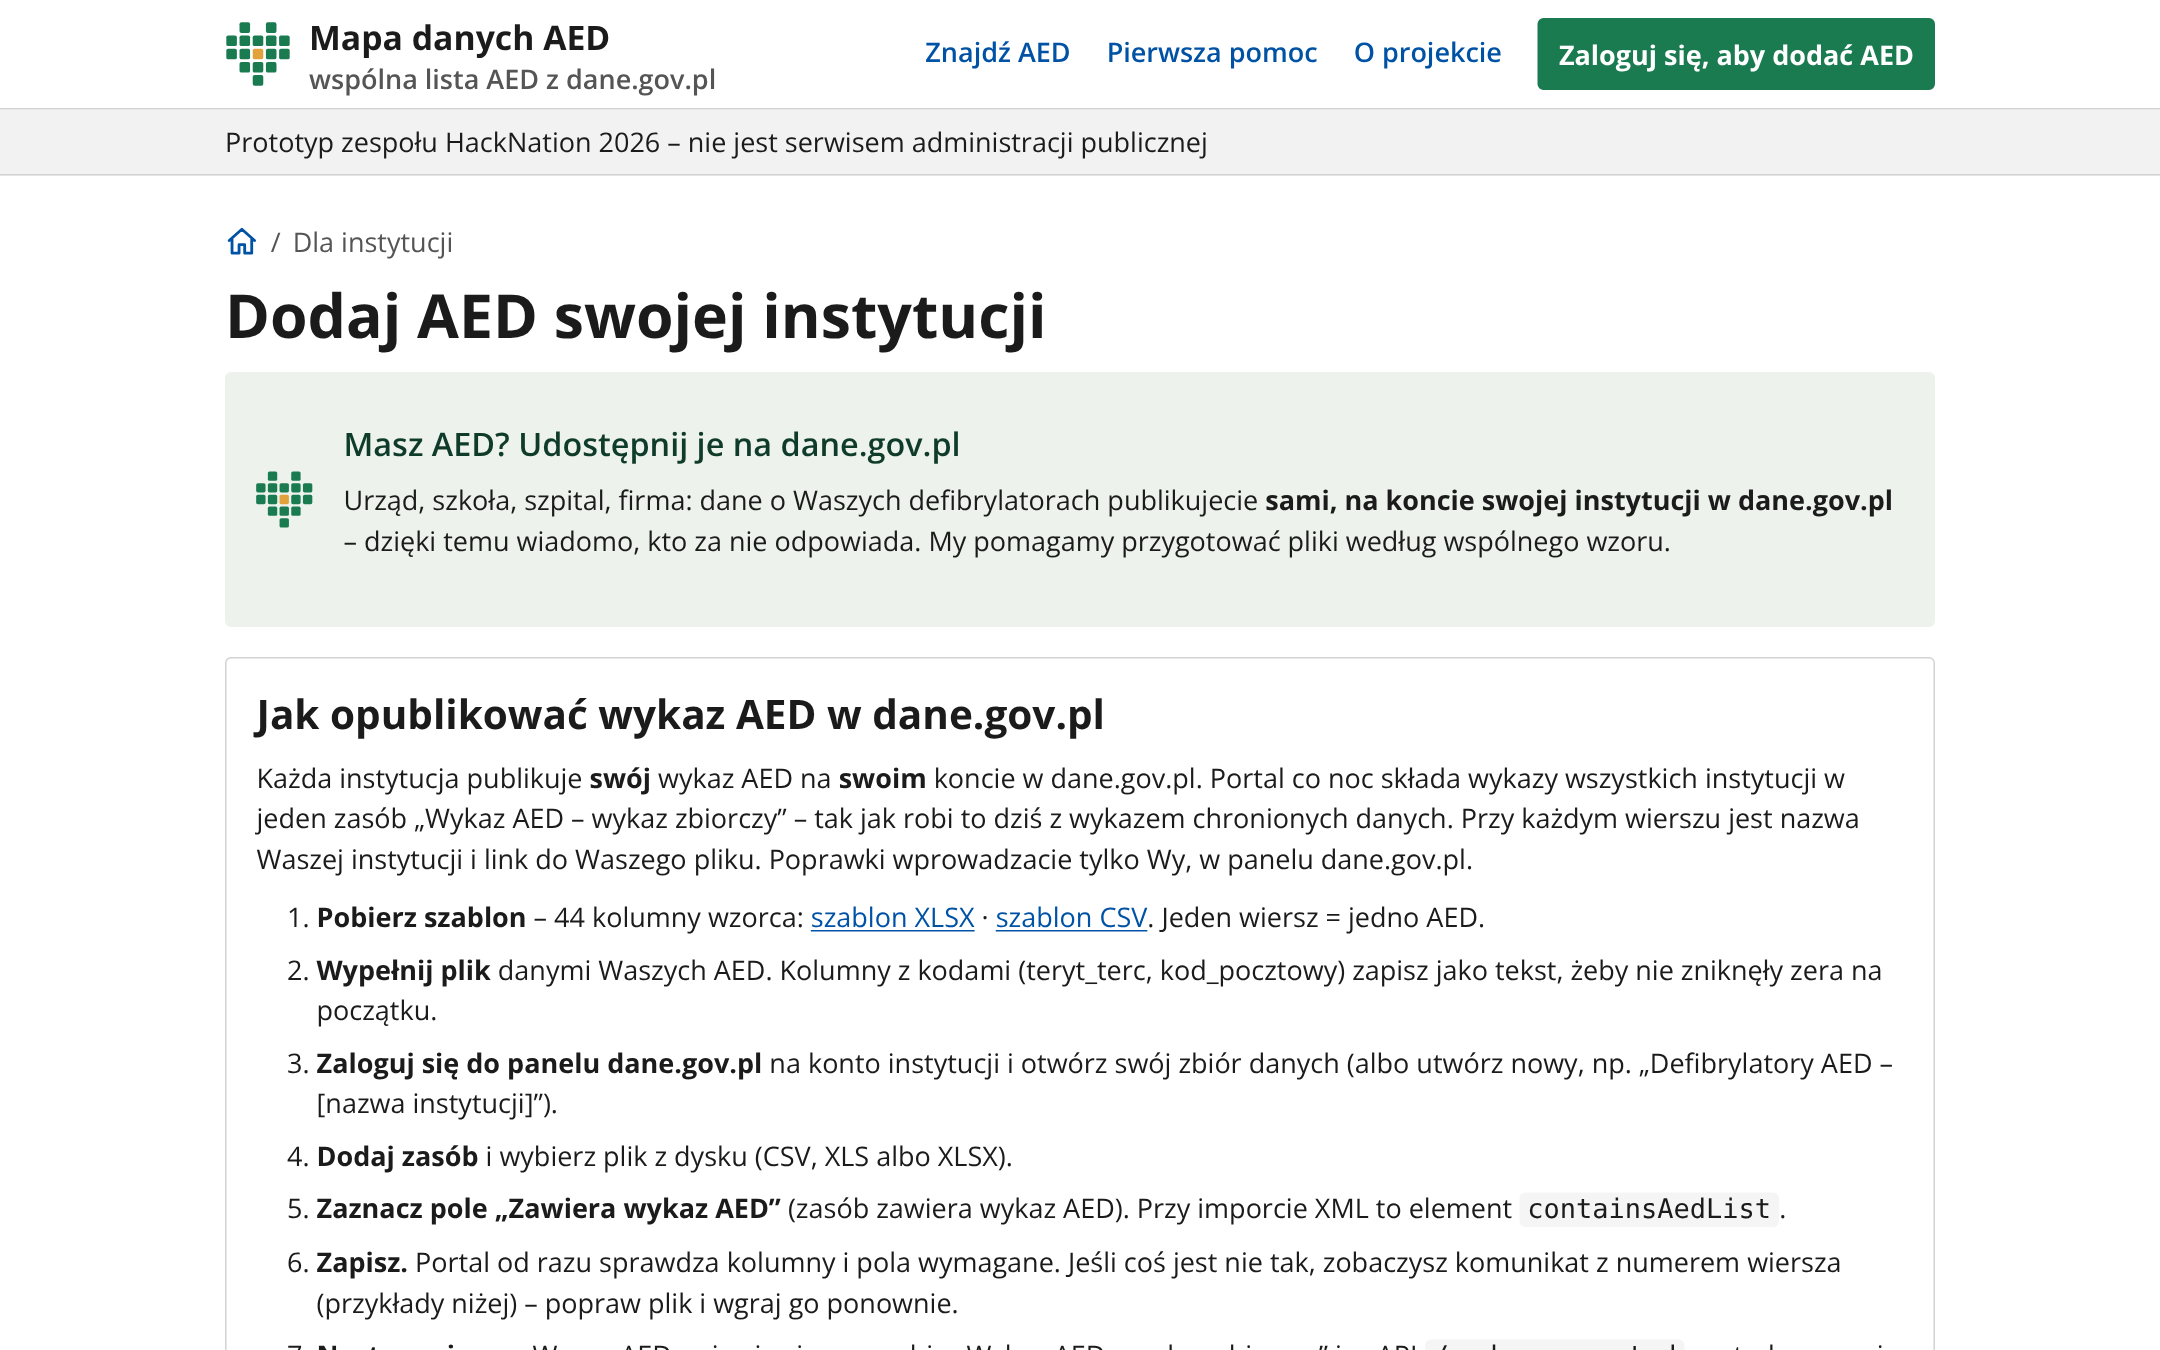 Mapa danych AED
wspólna lista AED z dane.gov.pl
Znajdź AED
Pierwsza pomoc
O projekcie
Zaloguj się, aby dodać AED
Prototyp zespołu HackNation 2026 – nie jest serwisem administracji publicznej
/ Dla instytucji
Dodaj AED swojej instytucji
Masz AED? Udostępnij je na dane.gov.pl
Urząd, szkoła, szpital, firma: dane o Waszych defibrylatorach publikujecie sami, na koncie swojej instytucji w dane.gov.pl
– dzięki temu wiadomo, kto za nie odpowiada. My pomagamy przygotować pliki według wspólnego wzoru.
Jak opublikować wykaz AED w dane.gov.pl
Każda instytucja publikuje swój wykaz AED na swoim koncie w dane.gov.pl. Portal co noc składa wykazy wszystkich instytucji w
jeden zasób „Wykaz AED – wykaz zbiorczy” – tak jak robi to dziś z wykazem chronionych danych. Przy każdym wierszu jest nazwa
Waszej instytucji i link do Waszego pliku. Poprawki wprowadzacie tylko Wy, w panelu dane.gov.pl.
1. Pobierz szablon – 44 kolumny wzorca: szablon XLSX · szablon CSV. Jeden wiersz = jedno AED.
2. Wypełnij plik danymi Waszych AED. Kolumny z kodami (teryt_terc, kod_pocztowy) zapisz jako tekst, żeby nie zniknęły zera na
początku.
3. Zaloguj się do panelu dane.gov.pl na konto instytucji i otwórz swój zbiór danych (albo utwórz nowy, np. „Defibrylatory AED –
[nazwa instytucji]”).
4. Dodaj zasób i wybierz plik z dysku (CSV, XLS albo XLSX).
5. Zaznacz pole „Zawiera wykaz AED” (zasób zawiera wykaz AED). Przy imporcie XML to element containsAedList.
6. Zapisz. Portal od razu sprawdza kolumny i pola wymagane. Jeśli coś jest nie tak, zobaczysz komunikat z numerem wiersza
(przykłady niżej) – popraw plik i wgraj go ponownie.